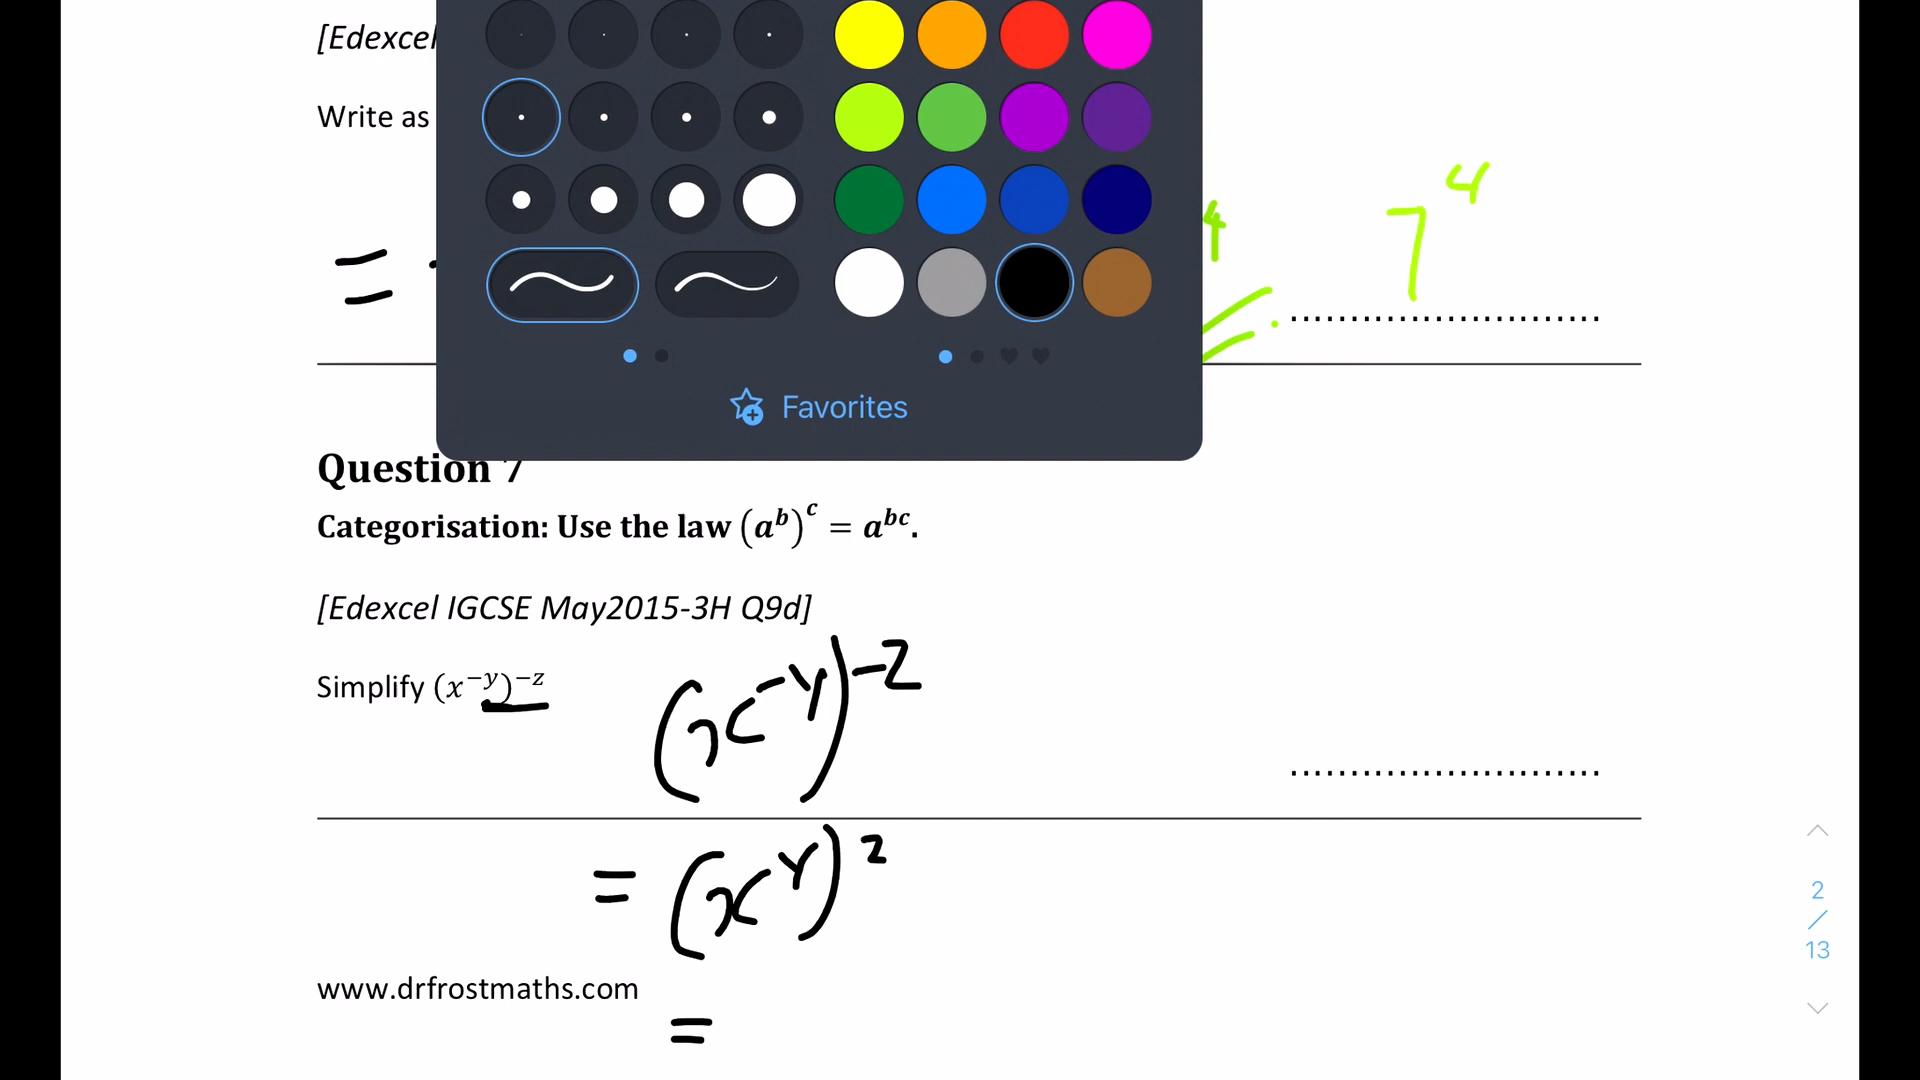 [Edexcel
Write as
=
4
7⁴
..........................
Favorites
Question 7
Categorisation: Use the law (a^b)^c = a^bc.
[Edexcel IGCSE May2015-3H Q9d]
Simplify (x^−y)^−z
(x^−y)^−z
..........................
= (x^y)^z
2
/
13
www.drfrostmaths.com
=